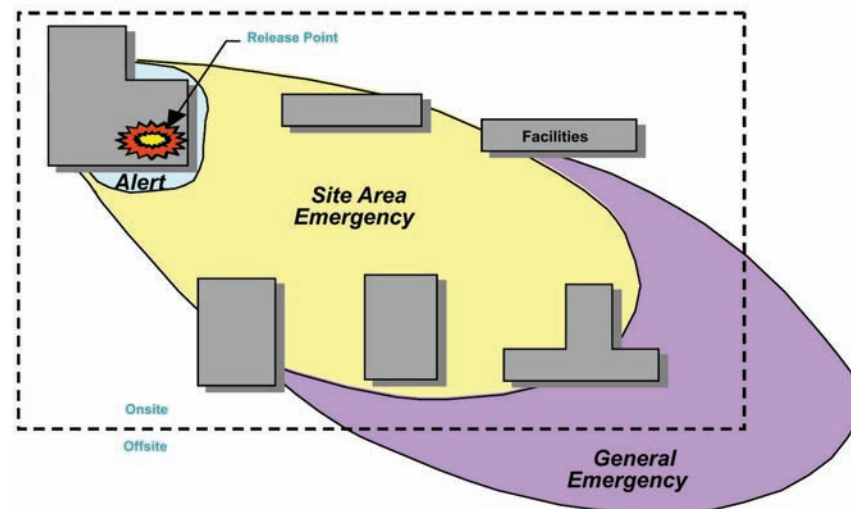 Release Point
Facilities
Alert
Site Area
Emergency
Onsite
Offsite
General
Emergency